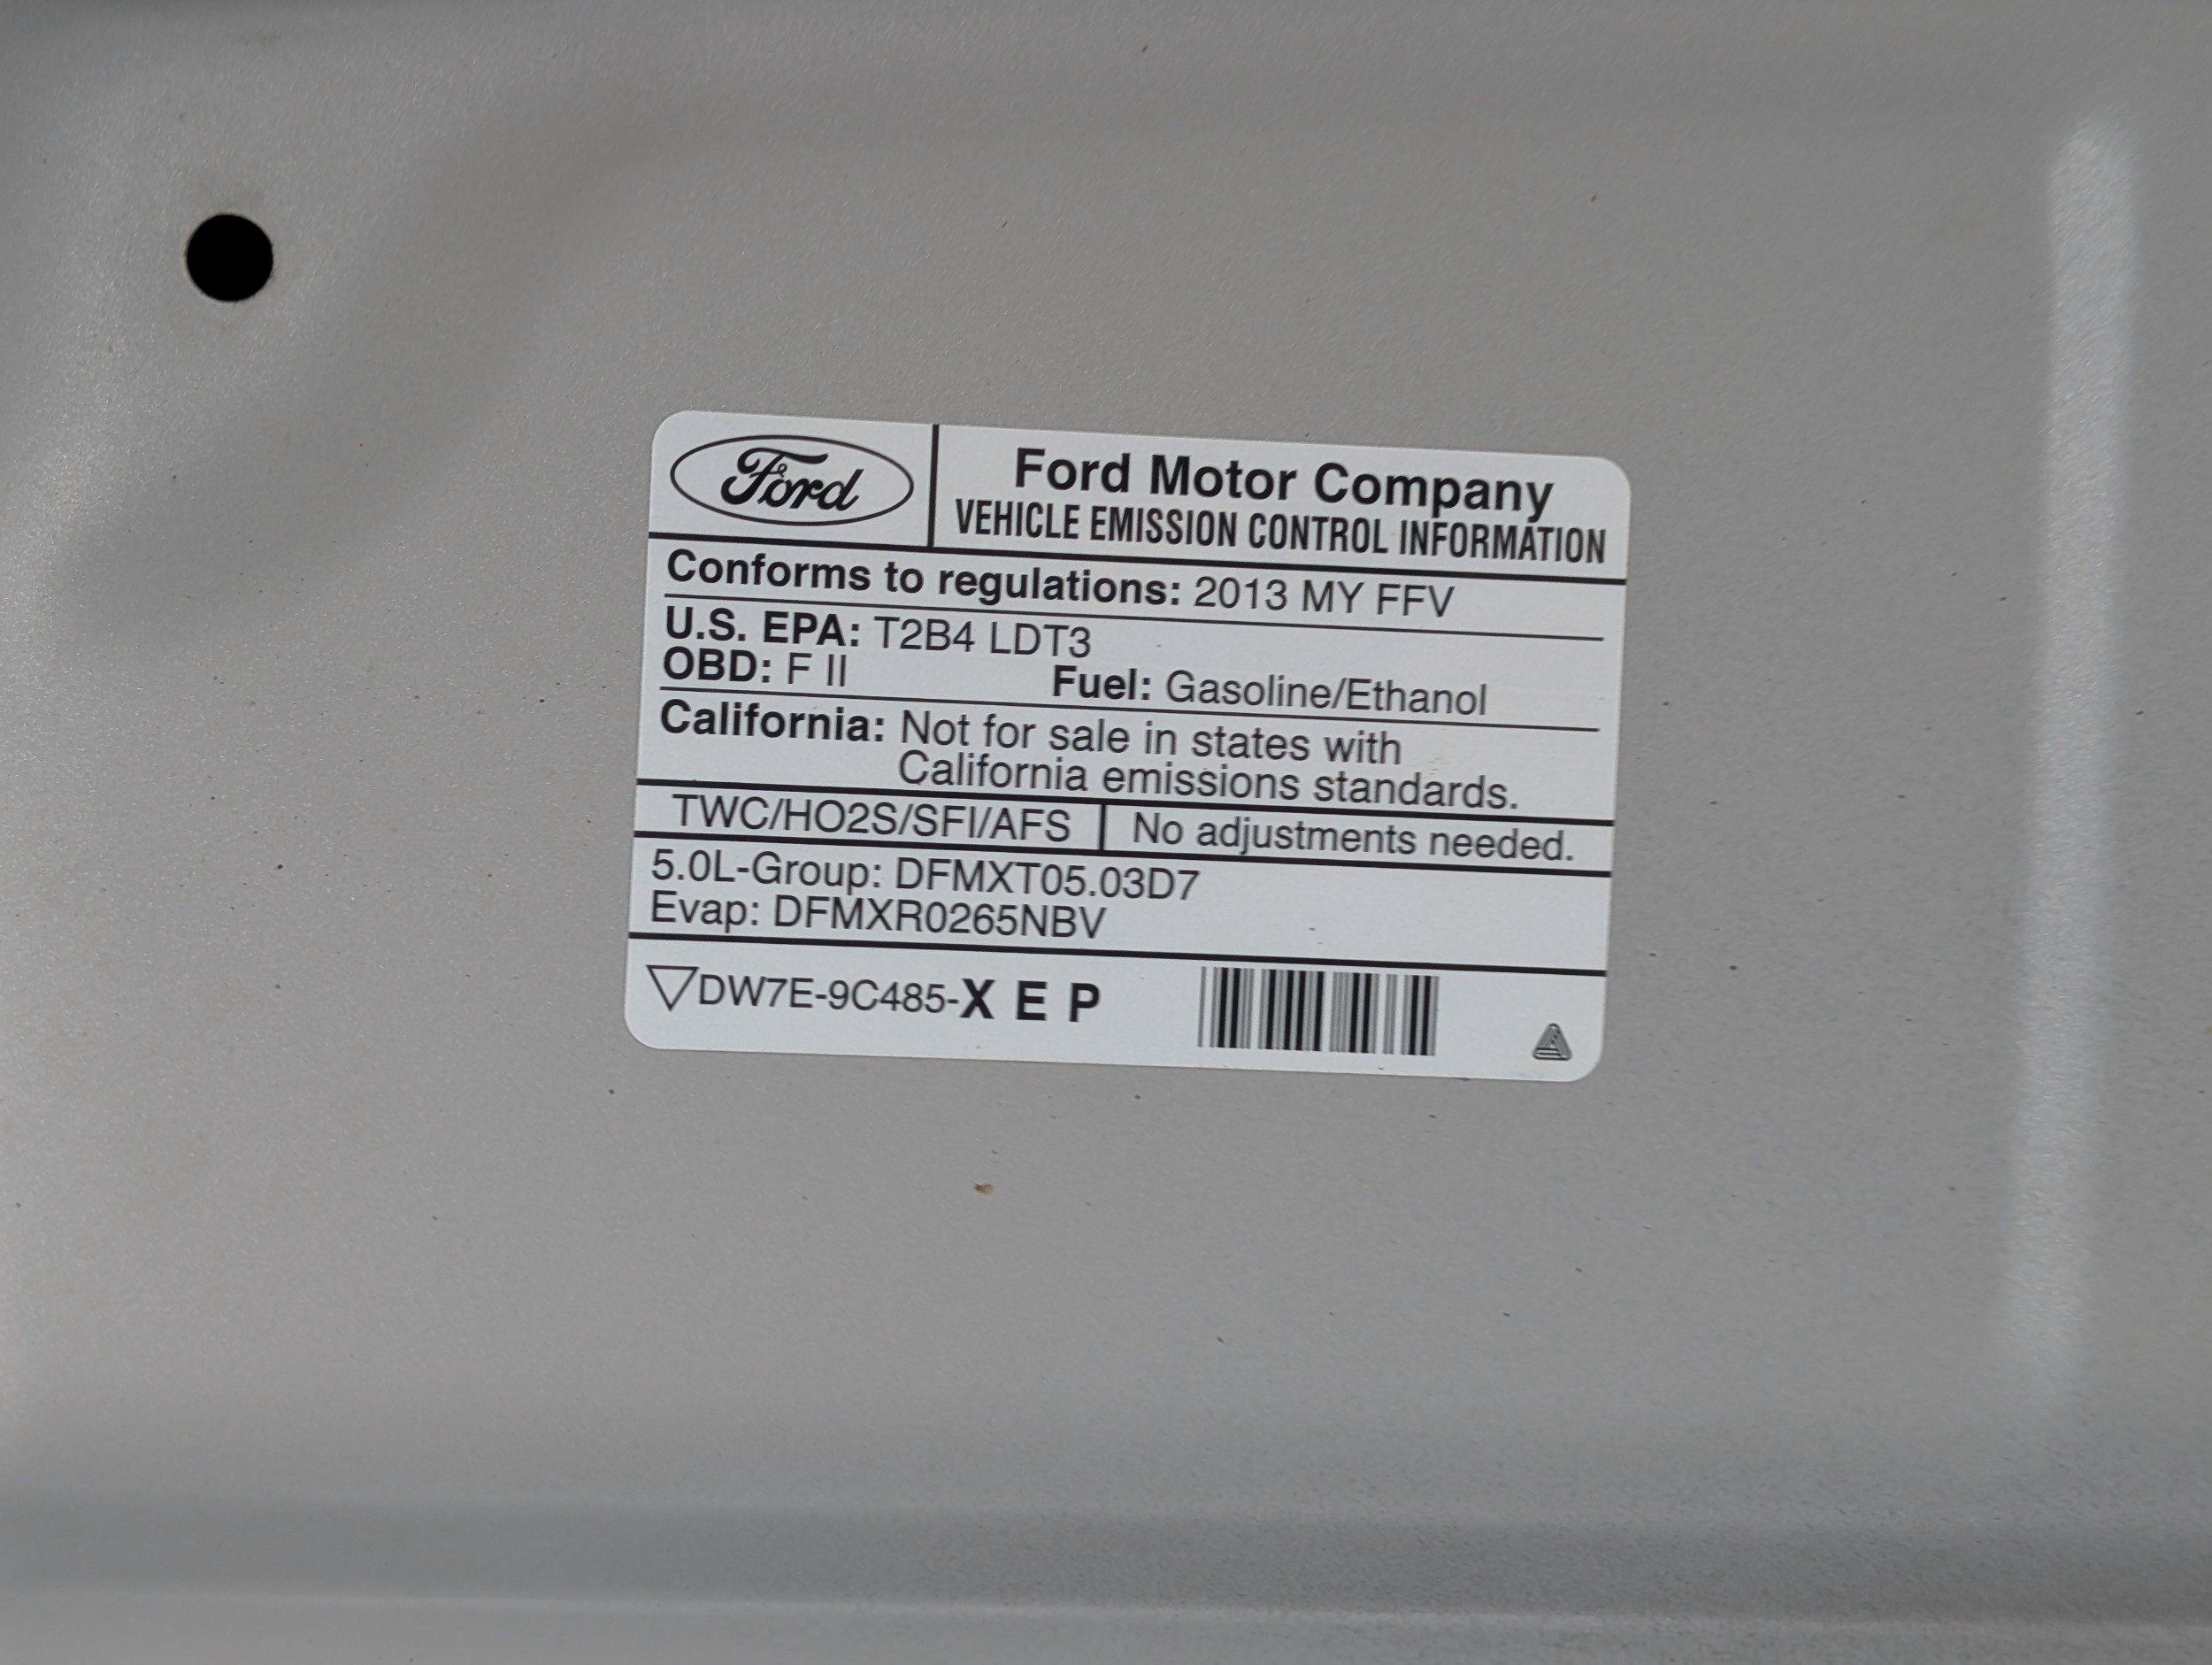 Ford
Ford Motor Company
VEHICLE EMISSION CONTROL INFORMATION
Conforms to regulations: 2013 MY FFV
U.S. EPA: T2B4 LDT3
OBD: F II Fuel: Gasoline/Ethanol
California: Not for sale in states with
California emissions standards.
TWC/HO2S/SFI/AFS No adjustments needed.
5.0L-Group: DFMXT05.03D7
Evap: DFMXR0265NBV
DW7E-9C485-X E P